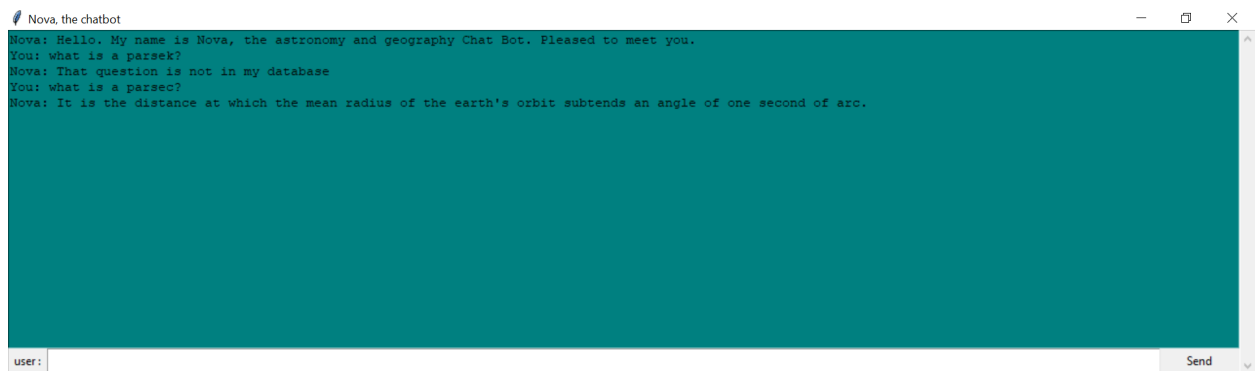 Nova, the chatbot
Nova: Hello. My name is Nova, the astronomy and geography Chat Bot. Pleased to meet you.
You: what is a parsek?
Nova: That question is not in my database
You: what is a parsec?
Nova: It is the distance at which the mean radius of the earth's orbit subtends an angle of one second of arc.
user : Send